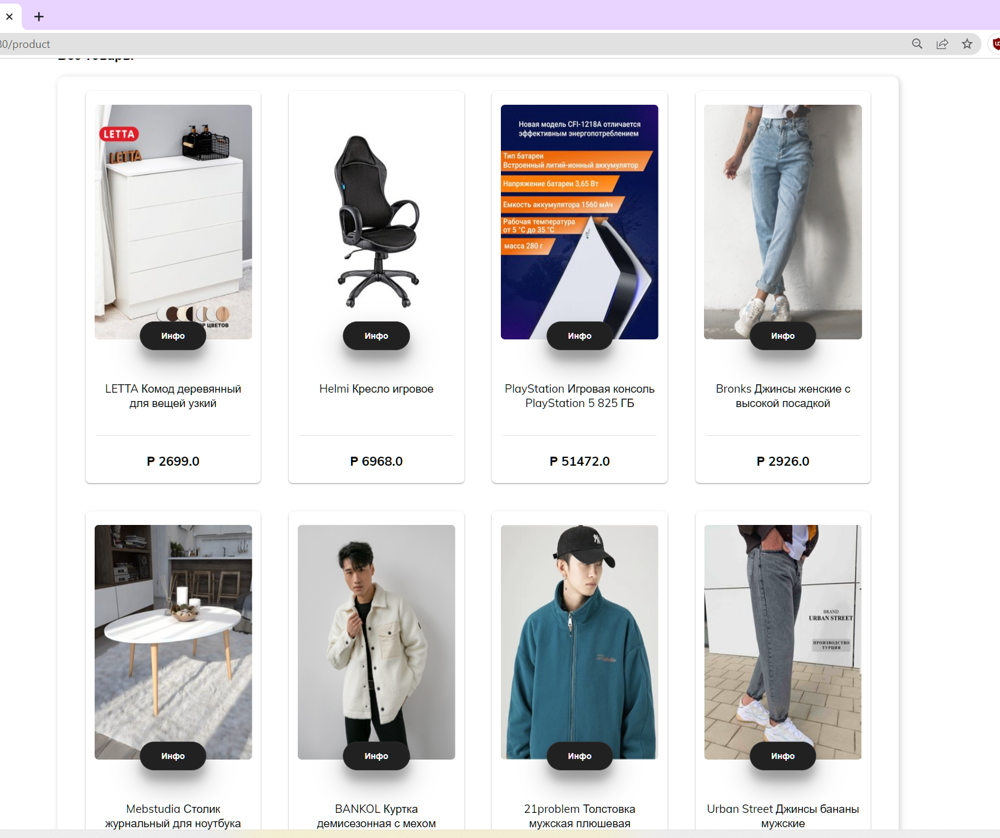 30/product
Все товары
LETTA
LETTA
Новая модель CFI-1218A отличается
эффективным энергопотреблением
Тип батареи
Встроенный литий-ионный аккумулятор
Напряжение батареи 3,65 Вт
Емкость аккумулятора 1560 мАч
Рабочая температура
от 5 °C до 35 °C
масса 280 г
ЦВЕТОВ
Инфо
Инфо
Инфо
Инфо
LETTA Комод деревянный
для вещей узкий
Helmi Кресло игровое
PlayStation Игровая консоль
PlayStation 5 825 ГБ
Bronks Джинсы женские с
высокой посадкой
Р 2699.0
Р 6968.0
Р 51472.0
Р 2926.0
BRAND
URBAN STREET
ПРОИЗВОДСТВО
ТУРЦИЯ
Инфо
Инфо
Инфо
Инфо
Mebstudia Столик
журнальный для ноутбука
BANKOL Куртка
демисезонная с мехом
21problem Толстовка
мужская плюшевая
Urban Street Джинсы бананы
мужские